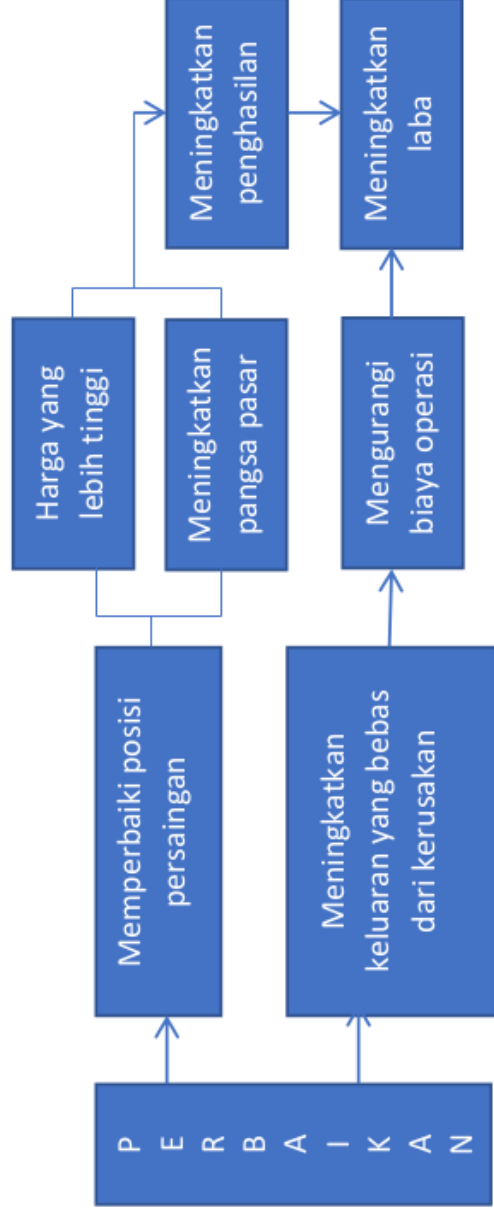 P
E
R
B
A
I
K
A
N
Memperbaiki posisi
persaingan
Harga yang
lebih tinggi
Meningkatkan
pangsa pasar
Meningkatkan
penghasilan
Meningkatkan
keluaran yang bebas
dari kerusakan
Mengurangi
biaya operasi
Meningkatkan
laba